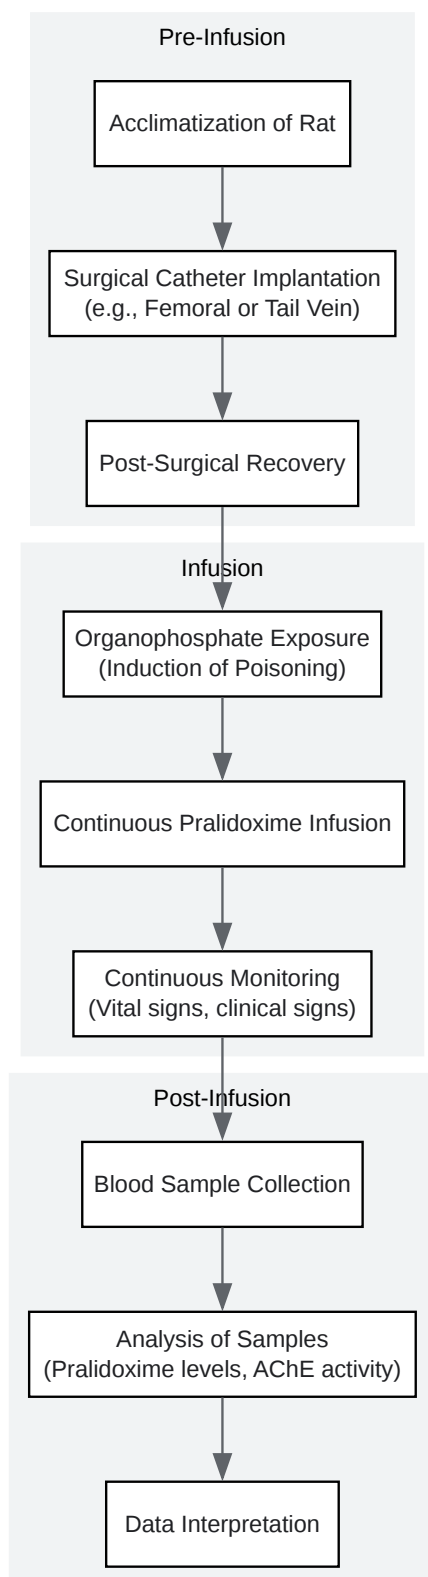 Pre-Infusion
Acclimatization of Rat
Surgical Catheter Implantation
(e.g., Femoral or Tail Vein)
Post-Surgical Recovery
Infusion
Organophosphate Exposure
(Induction of Poisoning)
Continuous Pralidoxime Infusion
Continuous Monitoring
(Vital signs, clinical signs)
Post-Infusion
Blood Sample Collection
Analysis of Samples
(Pralidoxime levels, AChE activity)
Data Interpretation